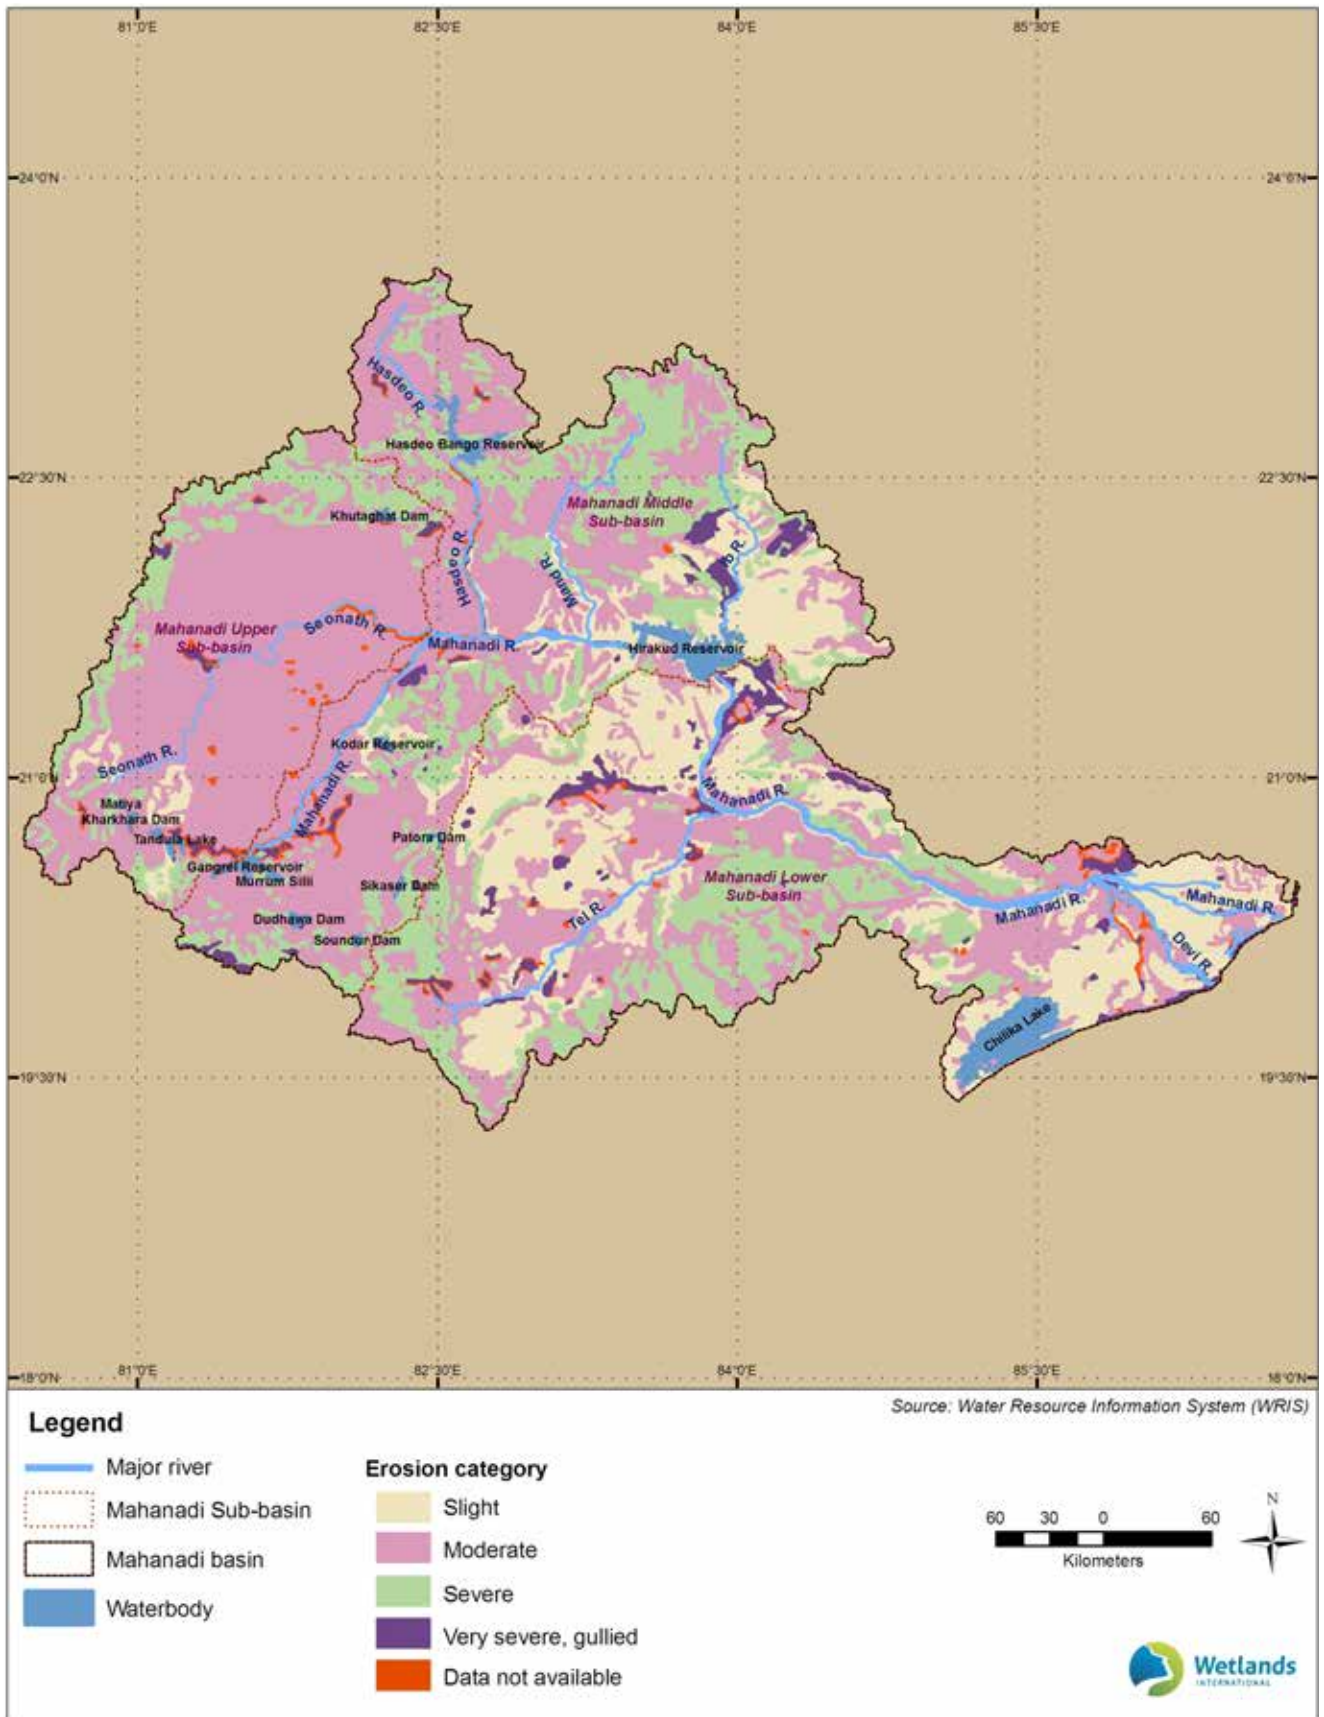 81°0'E
82°30'E
84°0'E
85°30'E
24°0'N
24°0'N
Hasdeo R.
Hasdeo Bango Reservoir
22°30'N
22°30'N
Mahanadi Middle
Sub-basin
Khutaghat Dam
Hasdeo R.
Mand R.
Ib R.
Mahanadi Upper
Sub-basin
Seonath R.
Mahanadi R.
Hirakud Reservoir
Kodar Reservoir
Seonath R.
Mahanadi R.
21°0'N
21°0'N
Mahanadi R.
Matiya
Kharkhara Dam
Tandula Lake
Patora Dam
Gangrel Reservoir
Murrum Silli
Sikaser Dam
Mahanadi Lower
Sub-basin
Dudhawa Dam
Tel R.
Mahanadi R.
Mahanadi R.
Soundur Dam
Devi R.
Chilika Lake
19°30'N
19°30'N
18°0'N
18°0'N
81°0'E
82°30'E
84°0'E
85°30'E
Source: Water Resource Information System (WRIS)
Legend
Major river
Mahanadi Sub-basin
Mahanadi basin
Waterbody
Erosion category
Slight
Moderate
Severe
Very severe, gullied
Data not available
60 30 0 60
Kilometers
N
Wetlands
INTERNATIONAL